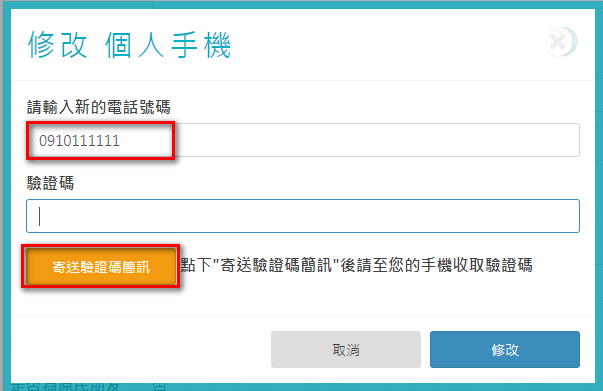 修改 個人手機
請輸入新的電話號碼
0910111111
驗證碼
寄送驗證碼簡訊 點下"寄送驗證碼簡訊"後請至您的手機收取驗證碼
取消 修改